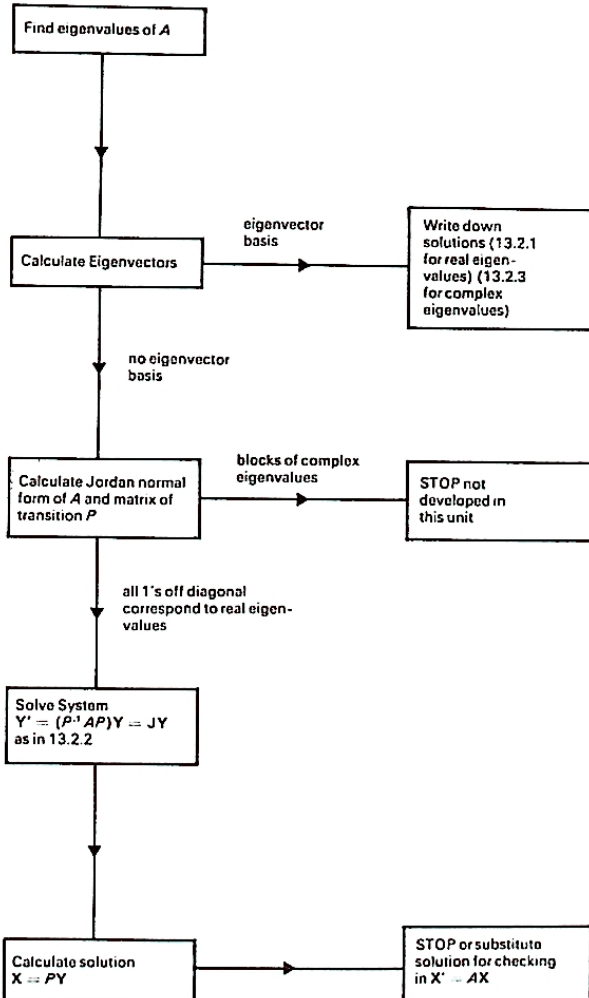 Find eigenvalues of A
eigenvector
basis
Calculate Eigenvectors
Write down
solutions (13.2.1
for real eigen-
values) (13.2.3
for complex
eigenvalues)
no eigenvector
basis
Calculate Jordan normal
form of A and matrix of
transition P
blocks of complex
eigenvalues
STOP not
developed in
this unit
all 1's off diagonal
correspond to real eigen-
values
Solve System
Y' = (P⁻¹ AP)Y = JY
as in 13.2.2
Calculate solution
X = PY
STOP or substitute
solution for checking
in X' = AX